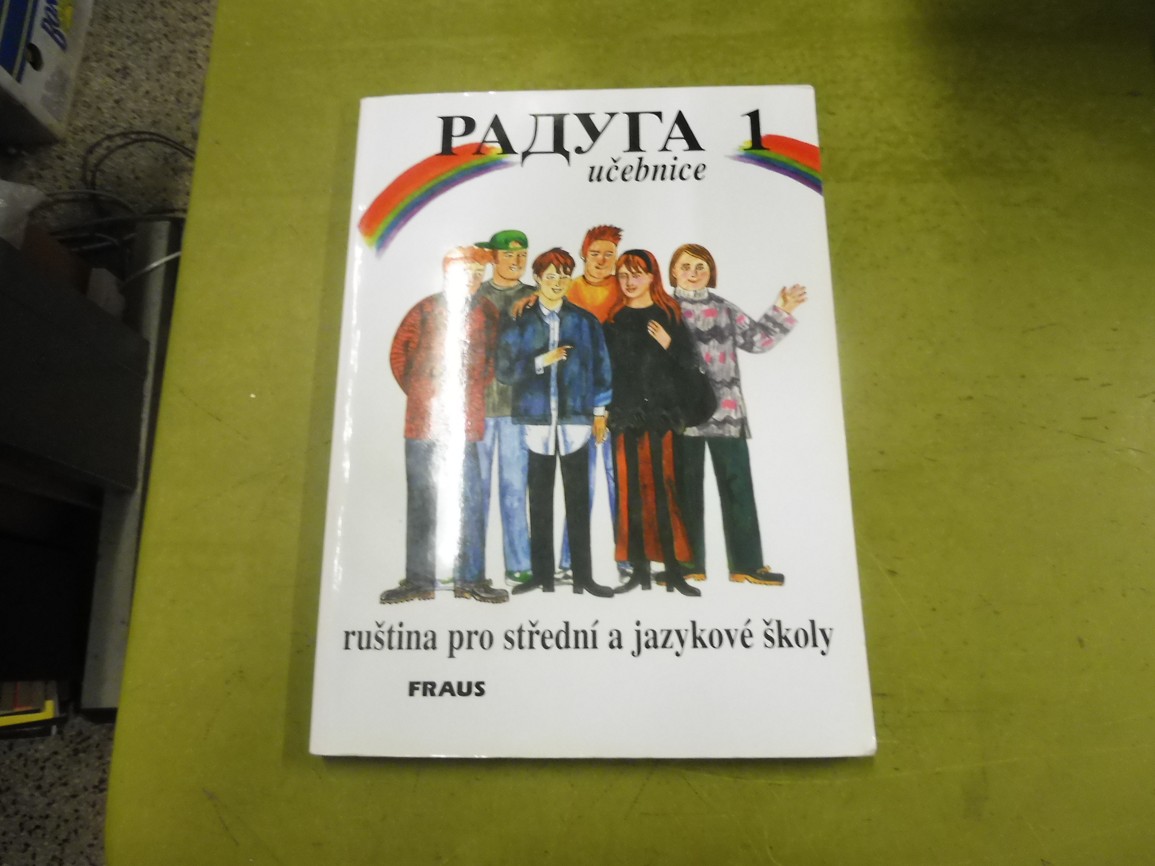 РАДУГА 1
učebnice
ruština pro střední a jazykové školy
FRAUS